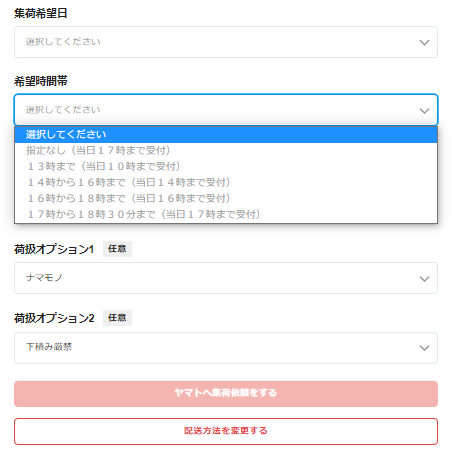 集荷希望日
選択してください
希望時間帯
選択してください
選択してください
指定なし（当日１７時まで受付）
１３時まで（当日１０時まで受付）
１４時から１６時まで（当日１４時まで受付）
１６時から１８時まで（当日１６時まで受付）
１７時から１８時３０分まで（当日１７時まで受付）
荷扱オプション1 任意
ナマモノ
荷扱オプション2 任意
下積み厳禁
ヤマトへ集荷依頼をする
配送方法を変更する